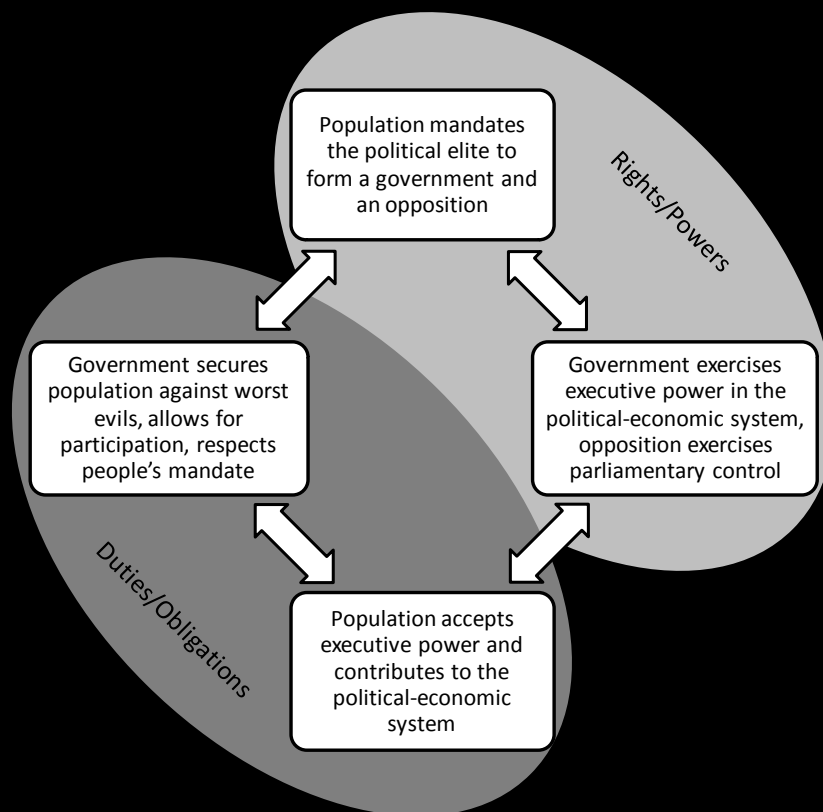 Population mandates
the political elite to
form a government and
an opposition
Rights/Powers
Government secures
population against worst
evils, allows for
participation, respects
people’s mandate
Government exercises
executive power in the
political-economic system,
opposition exercises
parliamentary control
Duties/Obligations
Population accepts
executive power and
contributes to the
political-economic
system